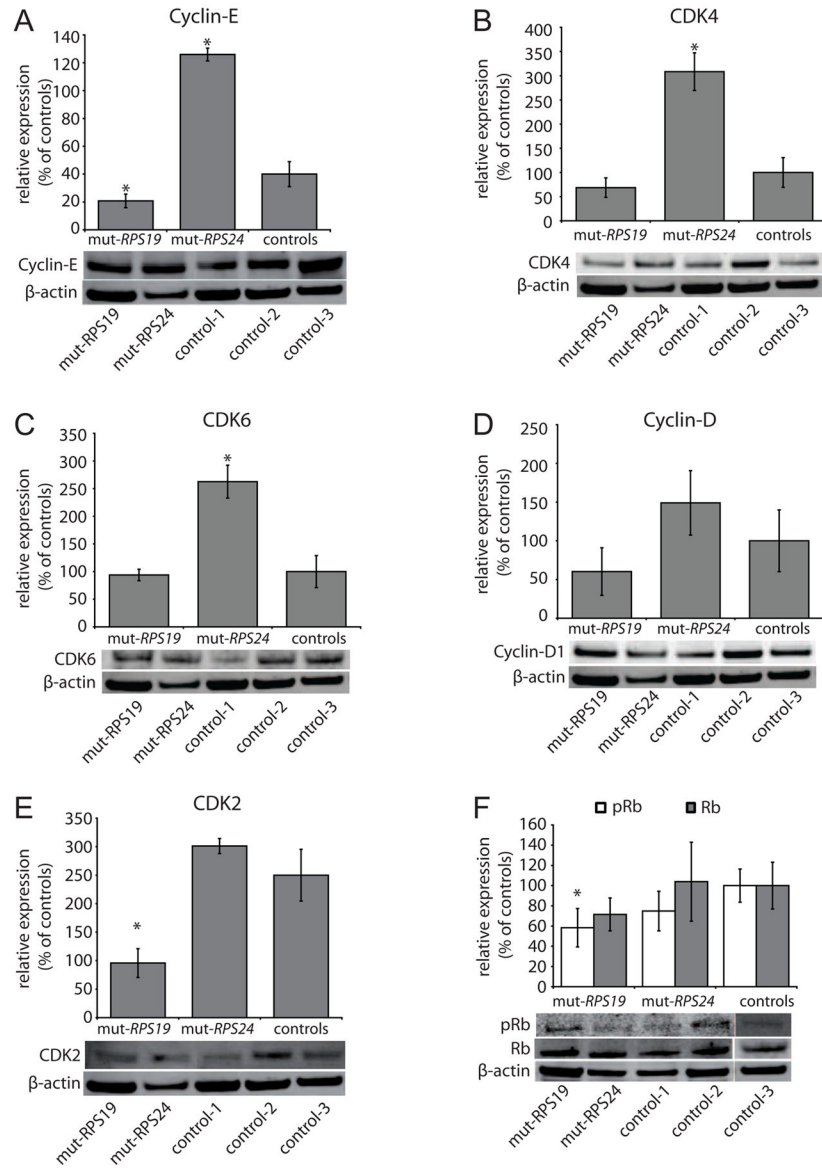 A
Cyclin-E
relative expression
(% of controls)
140
120
100
80
60
40
20
0
*
*
mut-RPS19 mut-RPS24 controls
Cyclin-E
β-actin
mut-RPS19 mut-RPS24 control-1 control-2 control-3
B
CDK4
relative expression
(% of controls)
400
350
300
250
200
150
100
50
0
*
mut-RPS19 mut-RPS24 controls
CDK4
β-actin
mut-RPS19 mut-RPS24 control-1 control-2 control-3
C
CDK6
relative expression
(% of controls)
350
300
250
200
150
100
50
0
*
mut-RPS19 mut-RPS24 controls
CDK6
β-actin
mut-RPS19 mut-RPS24 control-1 control-2 control-3
D
Cyclin-D
relative expression
(% of controls)
250
200
150
100
50
0
mut-RPS19 mut-RPS24 controls
Cyclin-D1
β-actin
mut-RPS19 mut-RPS24 control-1 control-2 control-3
E
CDK2
relative expression
(% of controls)
350
300
250
200
150
100
50
0
*
mut-RPS19 mut-RPS24 controls
CDK2
β-actin
mut-RPS19 mut-RPS24 control-1 control-2 control-3
F
pRb Rb
relative expression
(% of controls)
160
140
120
100
80
60
40
20
0
*
mut-RPS19 mut-RPS24 controls
pRb
Rb
β-actin
mut-RPS19 mut-RPS24 control-1 control-2 control-3